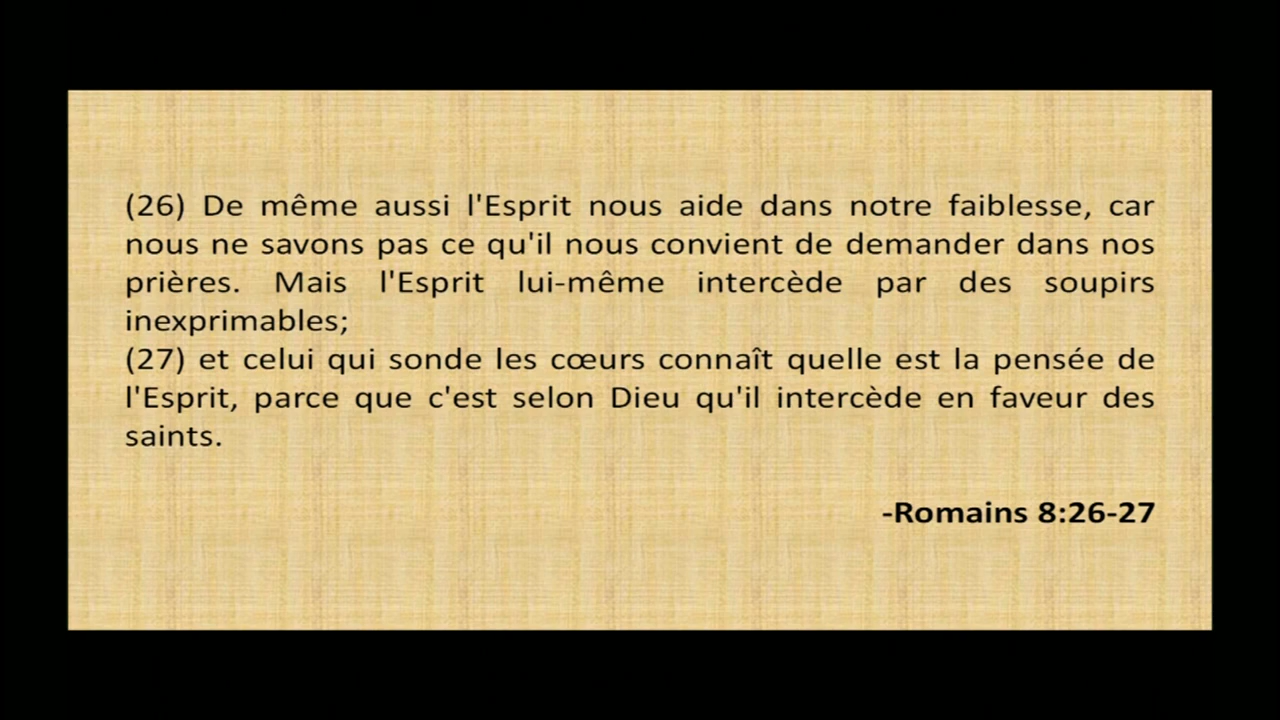 (26) De même aussi l'Esprit nous aide dans notre faiblesse, car
nous ne savons pas ce qu'il nous convient de demander dans nos
prières. Mais l'Esprit lui-même intercède par des soupirs
inexprimables;
(27) et celui qui sonde les cœurs connaît quelle est la pensée de
l'Esprit, parce que c'est selon Dieu qu'il intercède en faveur des
saints.
-Romains 8:26-27